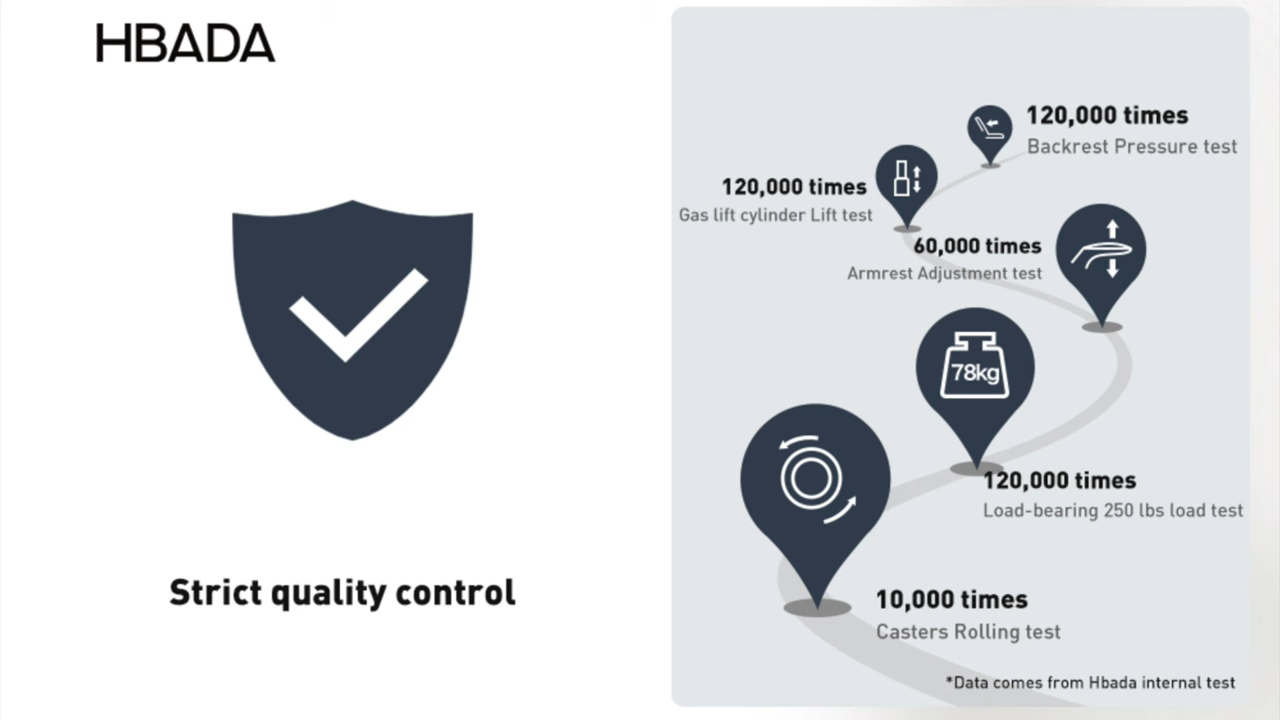 HBADA
Strict quality control
120,000 times
Backrest Pressure test
120,000 times
Gas lift cylinder Lift test
60,000 times
Armrest Adjustment test
78kg
120,000 times
Load-bearing 250 lbs load test
10,000 times
Casters Rolling test
*Data comes from Hbada internal test